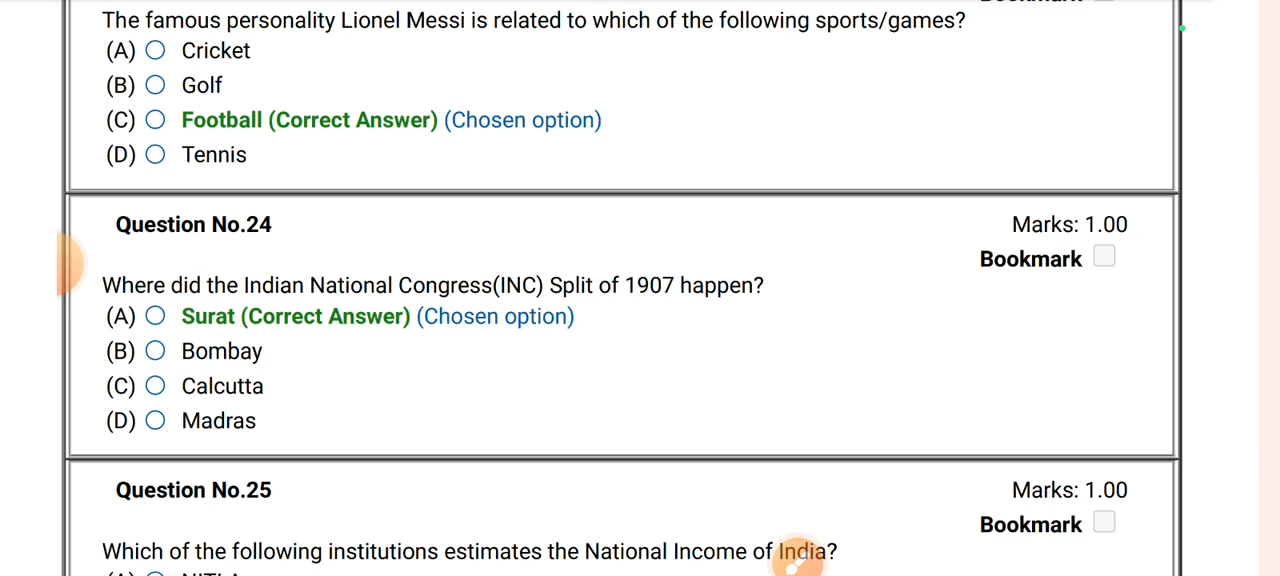 The famous personality Lionel Messi is related to which of the following sports/games?
(A) Cricket
(B) Golf
(C) Football (Correct Answer) (Chosen option)
(D) Tennis
Question No.24 Marks: 1.00
Bookmark
Where did the Indian National Congress(INC) Split of 1907 happen?
(A) Surat (Correct Answer) (Chosen option)
(B) Bombay
(C) Calcutta
(D) Madras
Question No.25 Marks: 1.00
Bookmark
Which of the following institutions estimates the National Income of India?